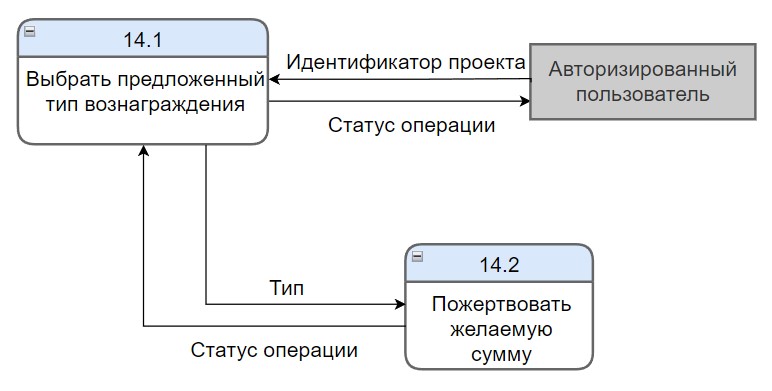 14.1
Выбрать предложенный
тип вознаграждения
Идентификатор проекта
Статус операции
Авторизированный
пользователь
14.2
Пожертвовать
желаемую
сумму
Тип
Статус операции